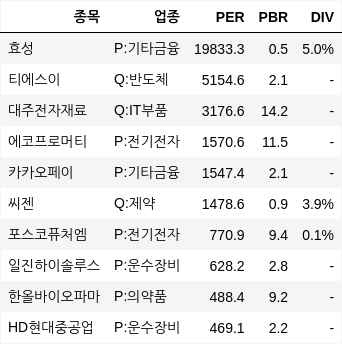 종목 업종 PER PBR DIV
효성 P:기타금융 19833.3 0.5 5.0%
티에스이 Q:반도체 5154.6 2.1 -
대주전자재료 Q:IT부품 3176.6 14.2 -
에코프로머티 P:전기전자 1570.6 11.5 -
카카오페이 P:기타금융 1547.4 2.1 -
씨젠 Q:제약 1478.6 0.9 3.9%
포스코퓨처엠 P:전기전자 770.9 9.4 0.1%
일진하이솔루스 P:운수장비 628.2 2.8 -
한올바이오파마 P:의약품 488.4 9.2 -
HD현대중공업 P:운수장비 469.1 2.2 -